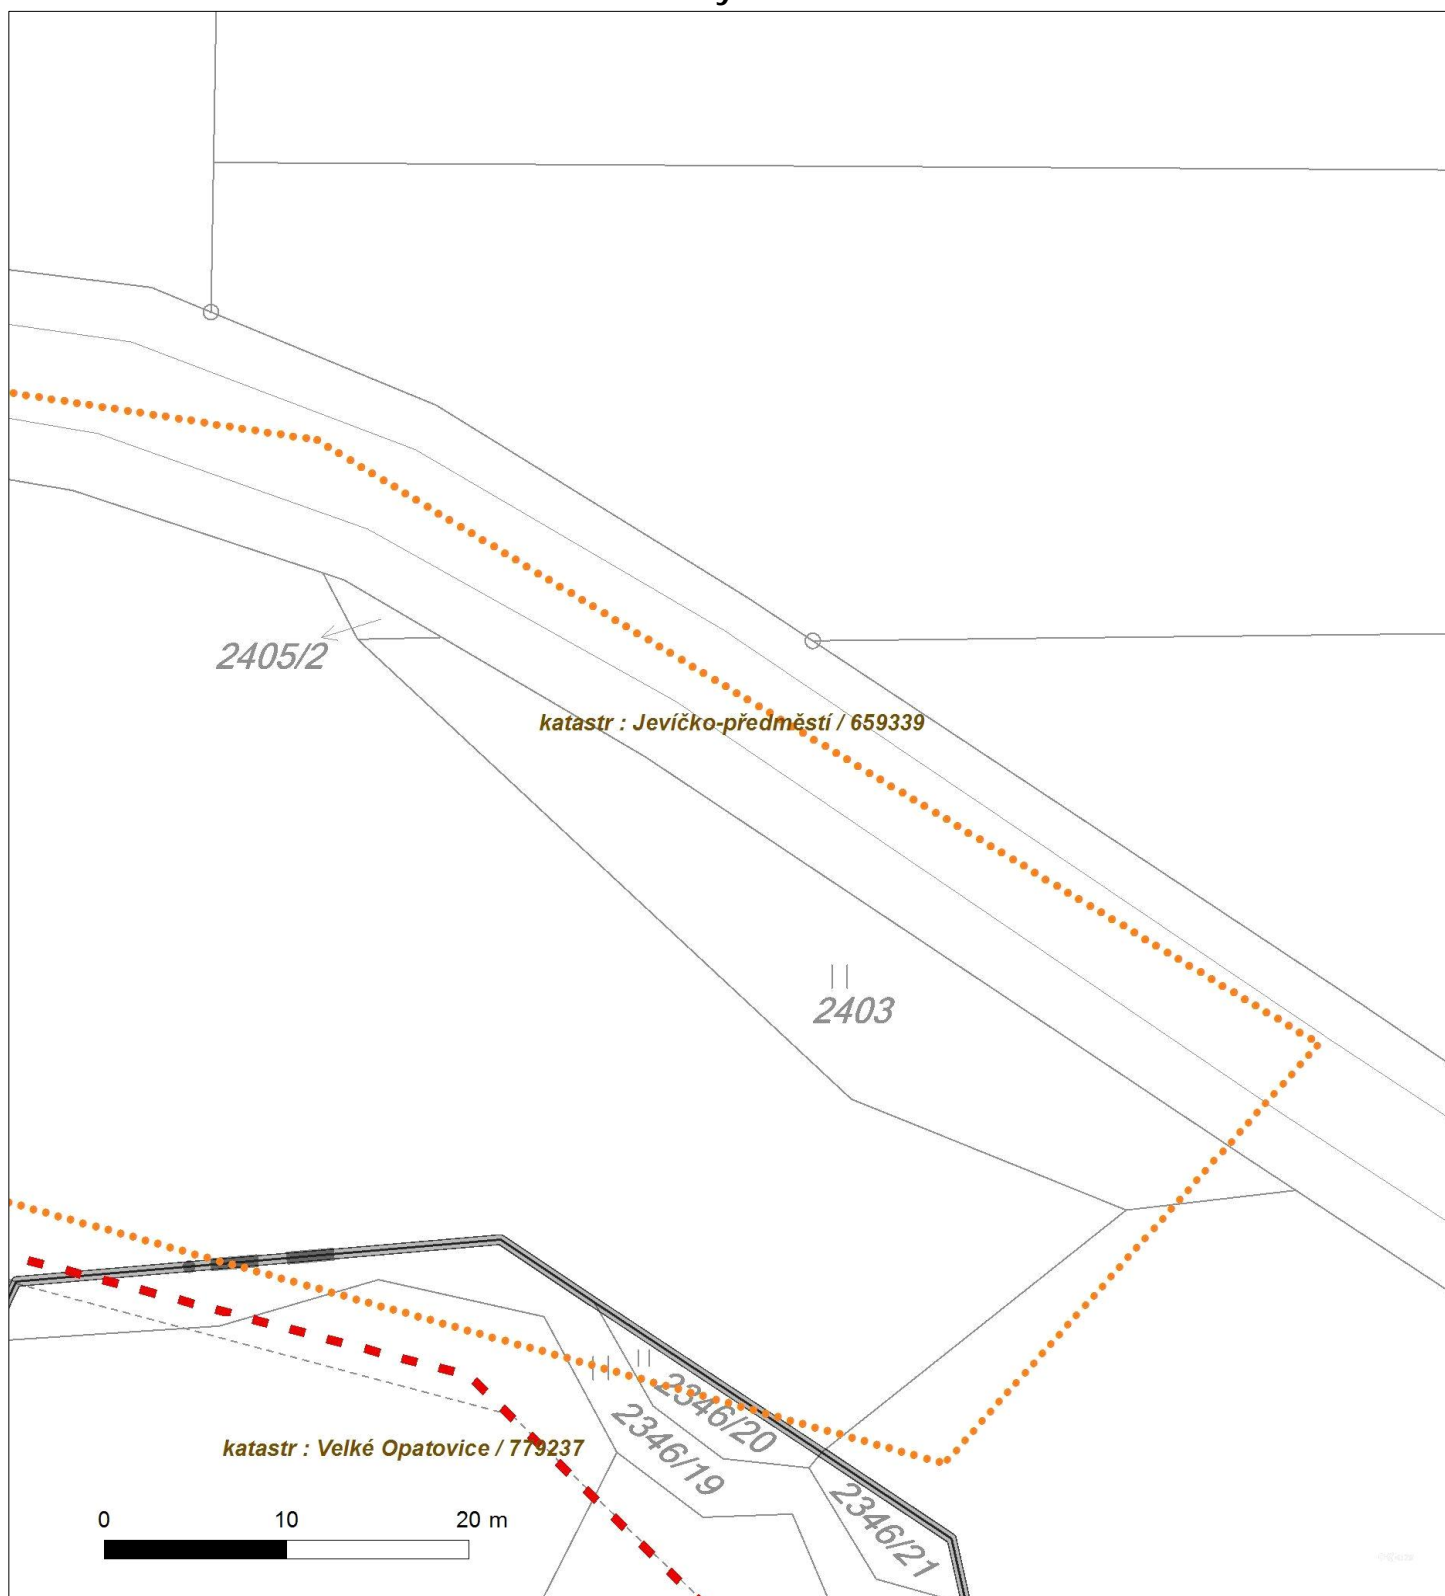 2405/2
katastr : Jevíčko-předměstí / 659339
2403
2346/20
2346/19
katastr : Velké Opatovice / 779237
2346/21
0 10 20 m